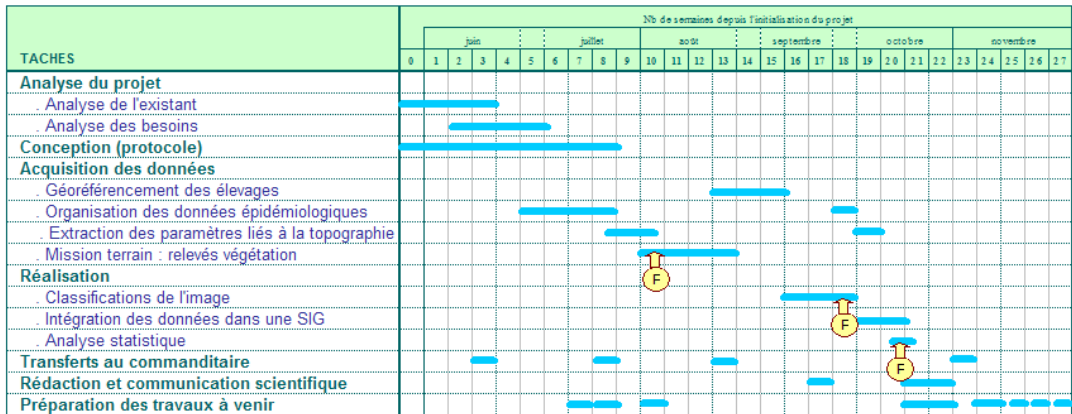 Nb de semaines depuis l'initialisation du projet
juin juillet août septembre octobre novembre
TACHES 0 1 2 3 4 5 6 7 8 9 10 11 12 13 14 15 16 17 18 19 20 21 22 23 24 25 26 27
Analyse du projet
. Analyse de l'existant
. Analyse des besoins
Conception (protocole)
Acquisition des données
. Géoréférencement des élevages
. Organisation des données épidémiologiques
. Extraction des paramètres liés à la topographie
. Mission terrain : relevés végétation
F
Réalisation
. Classifications de l'image
. Intégration des données dans une SIG
F
. Analyse statistique
Transferts au commanditaire
F
Rédaction et communication scientifique
Préparation des travaux à venir